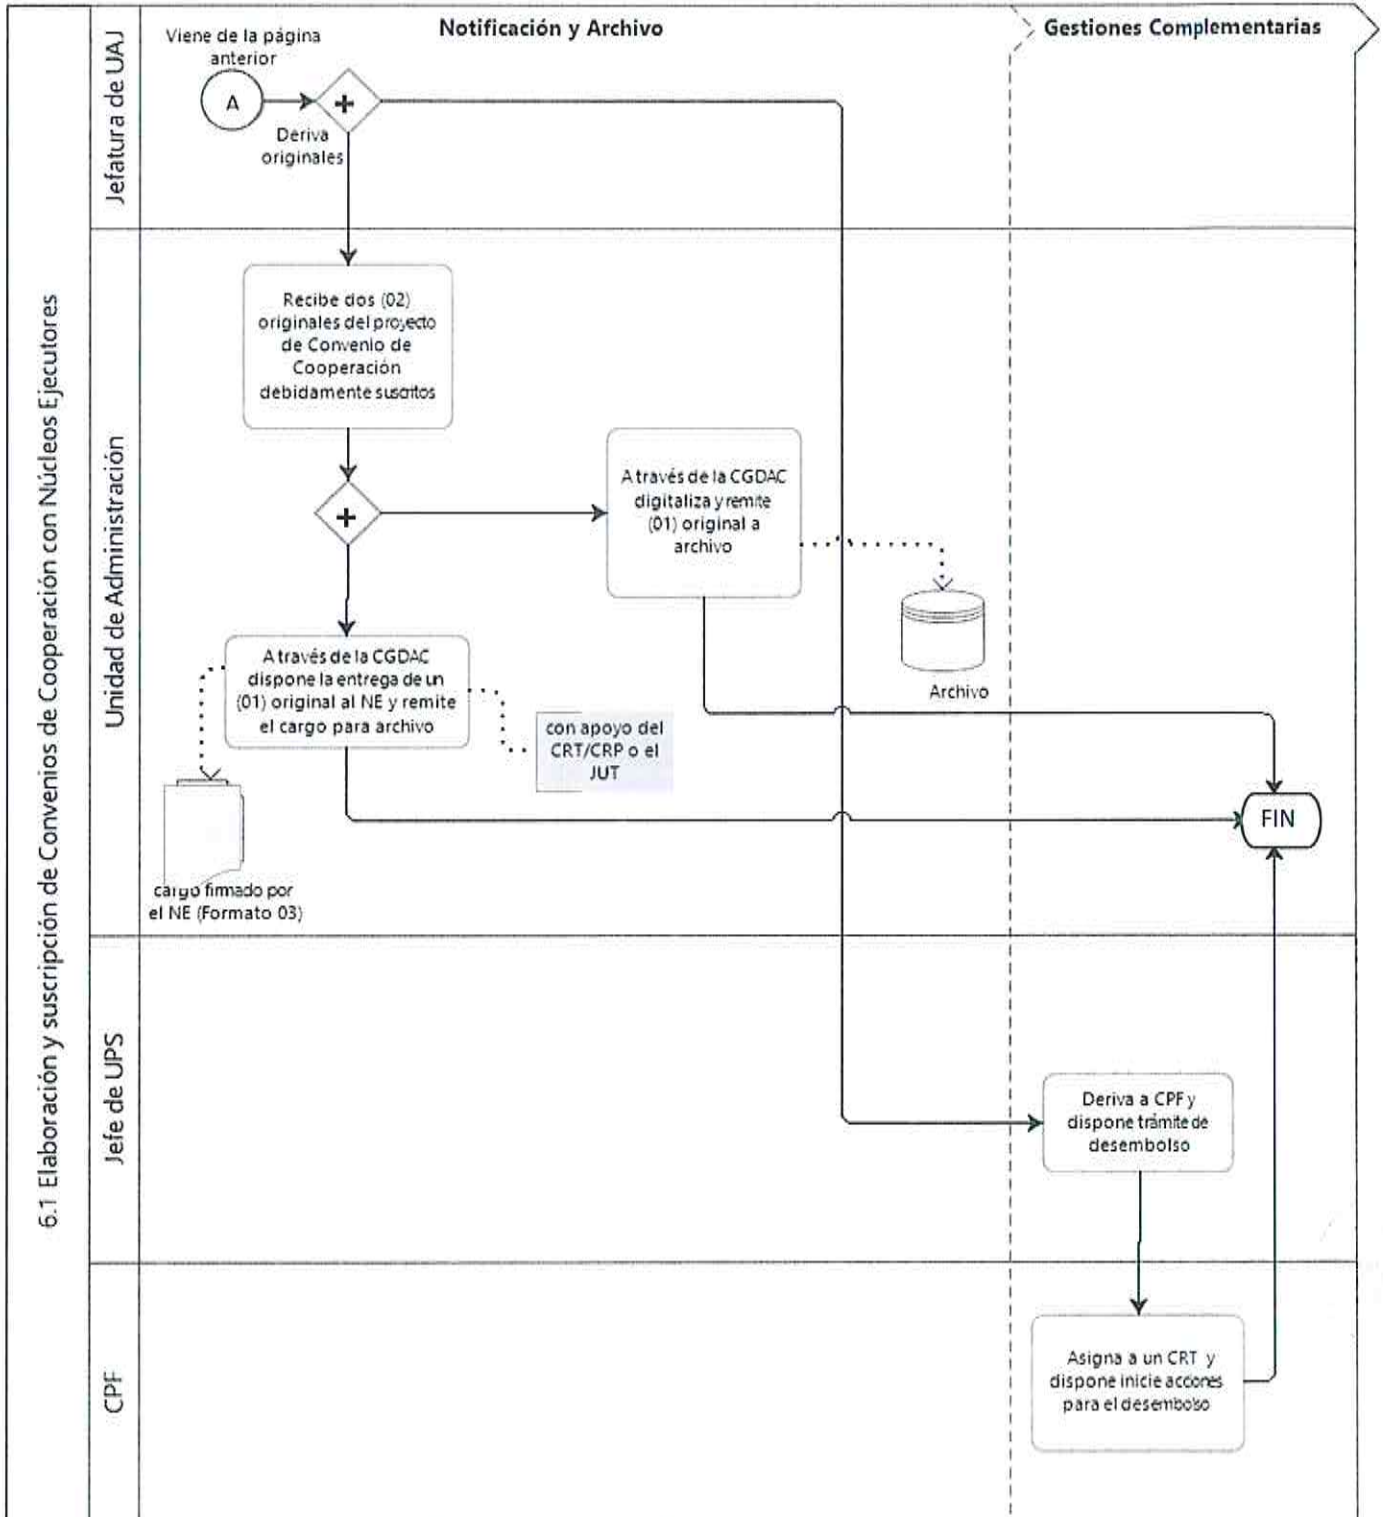 6.1 Elaboración y suscripción de Convenios de Cooperación con Núcleos Ejecutores
Notificación y Archivo
Gestiones Complementarias
Jefatura de UAJ
Viene de la página
anterior
A
+
Deriva
originales
Unidad de Administración
Recibe dos (02)
originales del proyecto
de Convenio de
Cooperación
debidamente suscritos
+
A través de la CGDAC
digitaliza y remite
(01) original a
archivo
Archivo
A través de la CGDAC
dispone la entrega de un
(01) original al NE y remite
el cargo para archivo
con apoyo del
CRT/CRP o el
JUT
cargo firmado por
el NE (Formato 03)
FIN
Jefe de UPS
Deriva a CPF y
dispone trámite de
desembolso
CPF
Asigna a un CRT y
dispone inicie acciones
para el desembolso